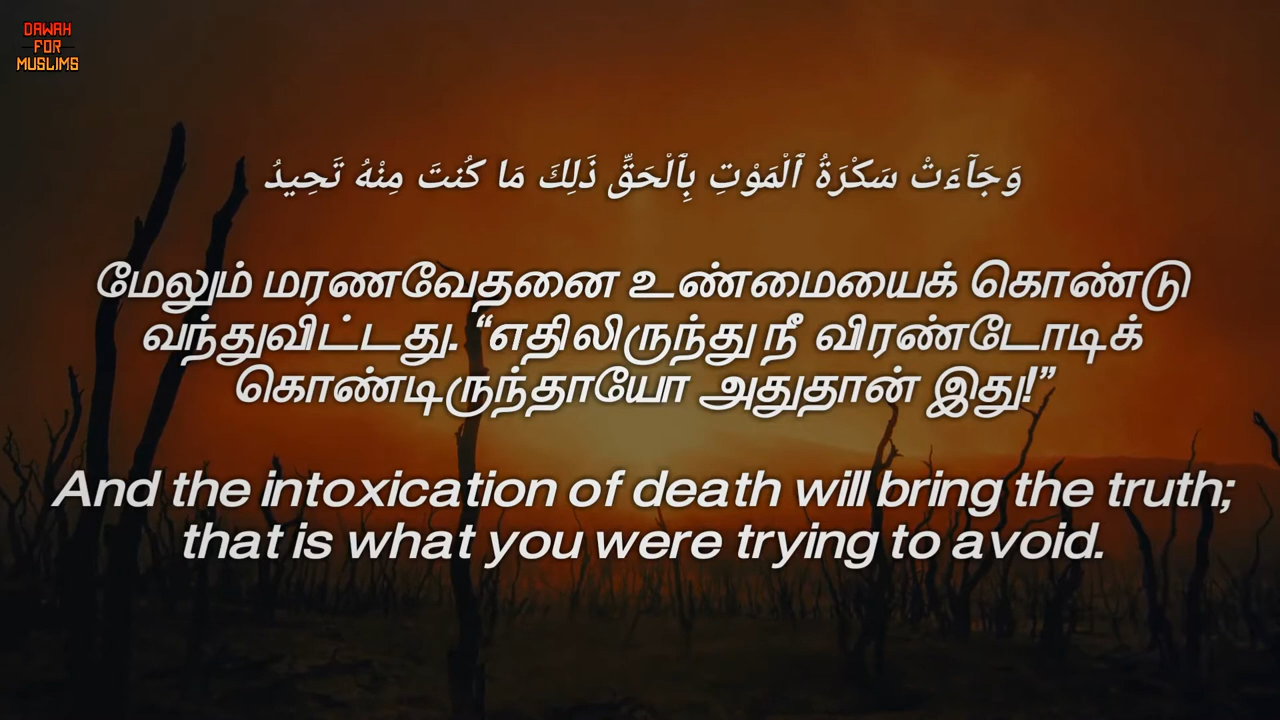 DAWAH
FOR
MUSLIMS
وَجَآءَتْ سَكْرَةُ ٱلْمَوْتِ بِٱلْحَقِّ ذَٰلِكَ مَا كُنتَ مِنْهُ تَحِيدُ
மேலும் மரணவேதனை உண்மையைக் கொண்டு
வந்துவிட்டது. “எதிலிருந்து நீ விரண்டோடிக்
கொண்டிருந்தாயோ அதுதான் இது!”
And the intoxication of death will bring the truth;
that is what you were trying to avoid.